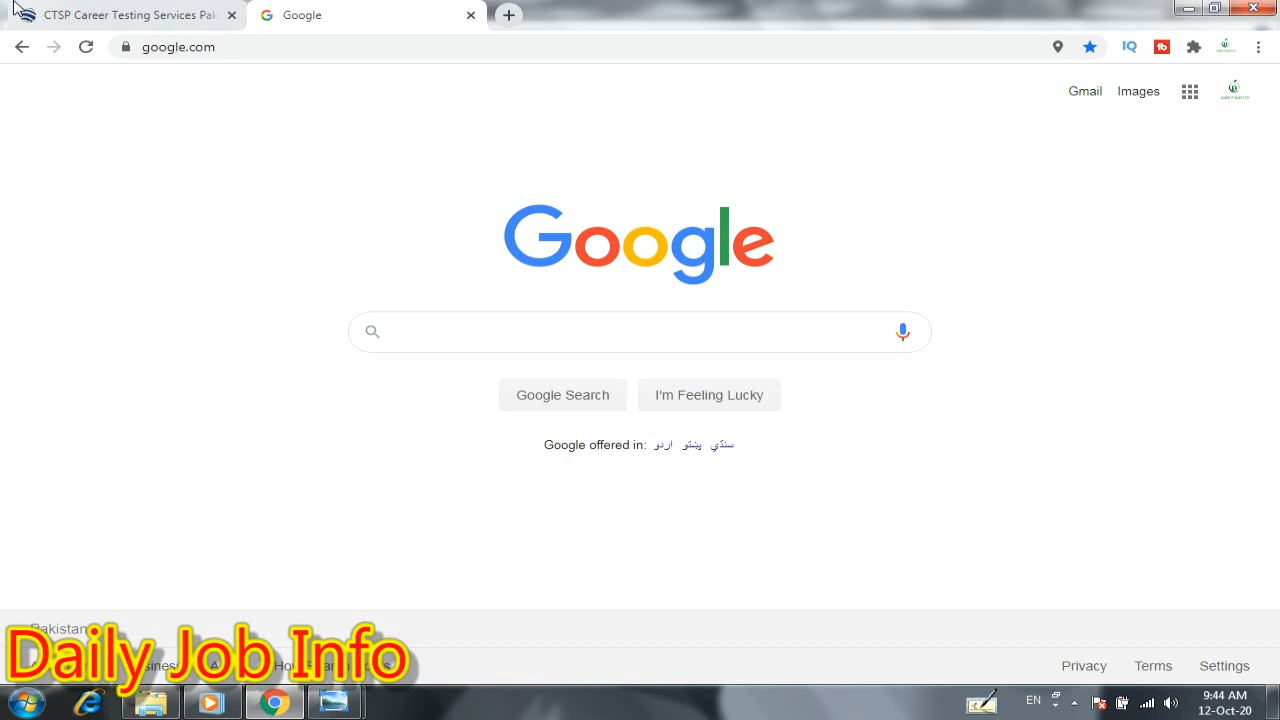 CTSP Career Testing Services Pak
Google
google.com
Gmail Images
Google
Google Search I'm Feeling Lucky
Google offered in: اردو پښتو سنڌي
Pakistan
Daily Job Info
Privacy Terms Settings
EN
9:44 AM
12-Oct-20